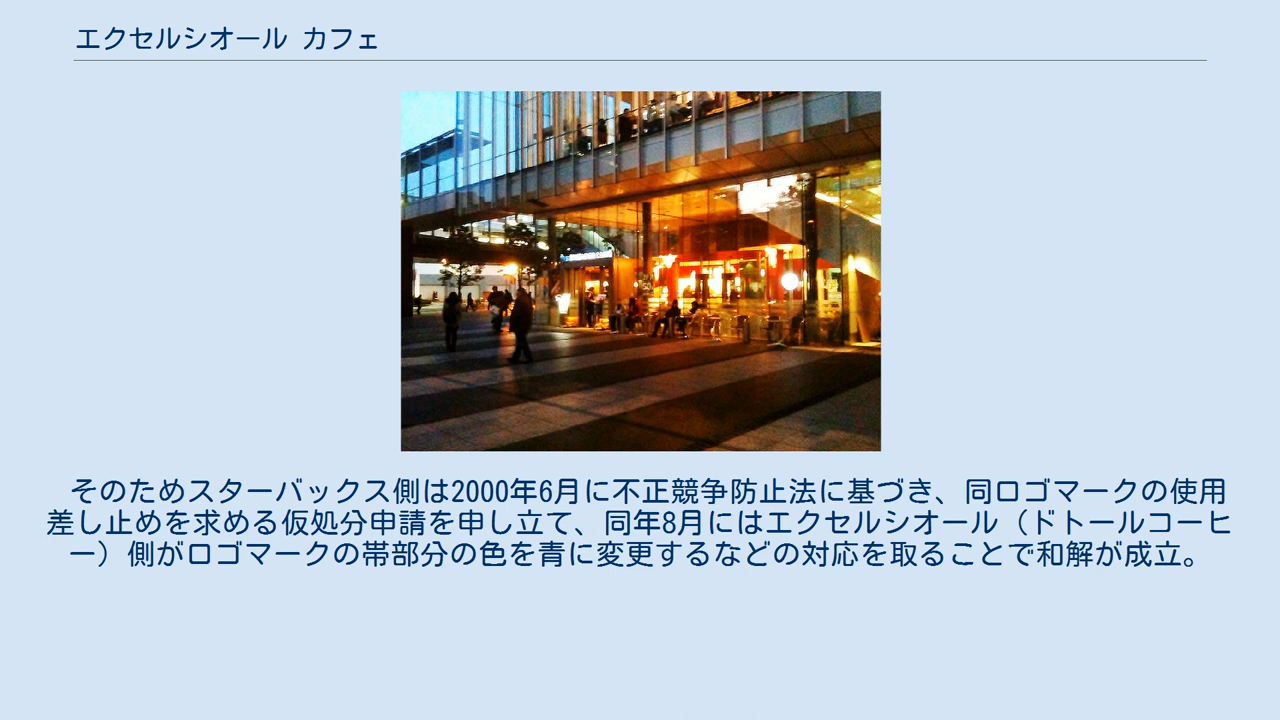 エクセルシオール カフェ
そのためスターバックス側は2000年6月に不正競争防止法に基づき、同ロゴマークの使用
差し止めを求める仮処分申請を申し立て、同年8月にはエクセルシオール（ドトールコーヒ
ー）側がロゴマークの帯部分の色を青に変更するなどの対応を取ることで和解が成立。